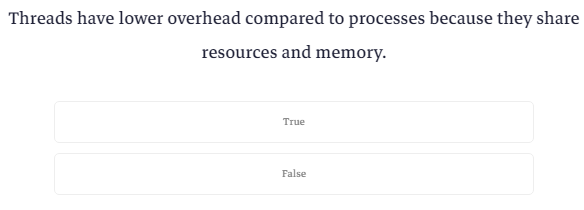 Threads have lower overhead compared to processes because they share
resources and memory.
True
False